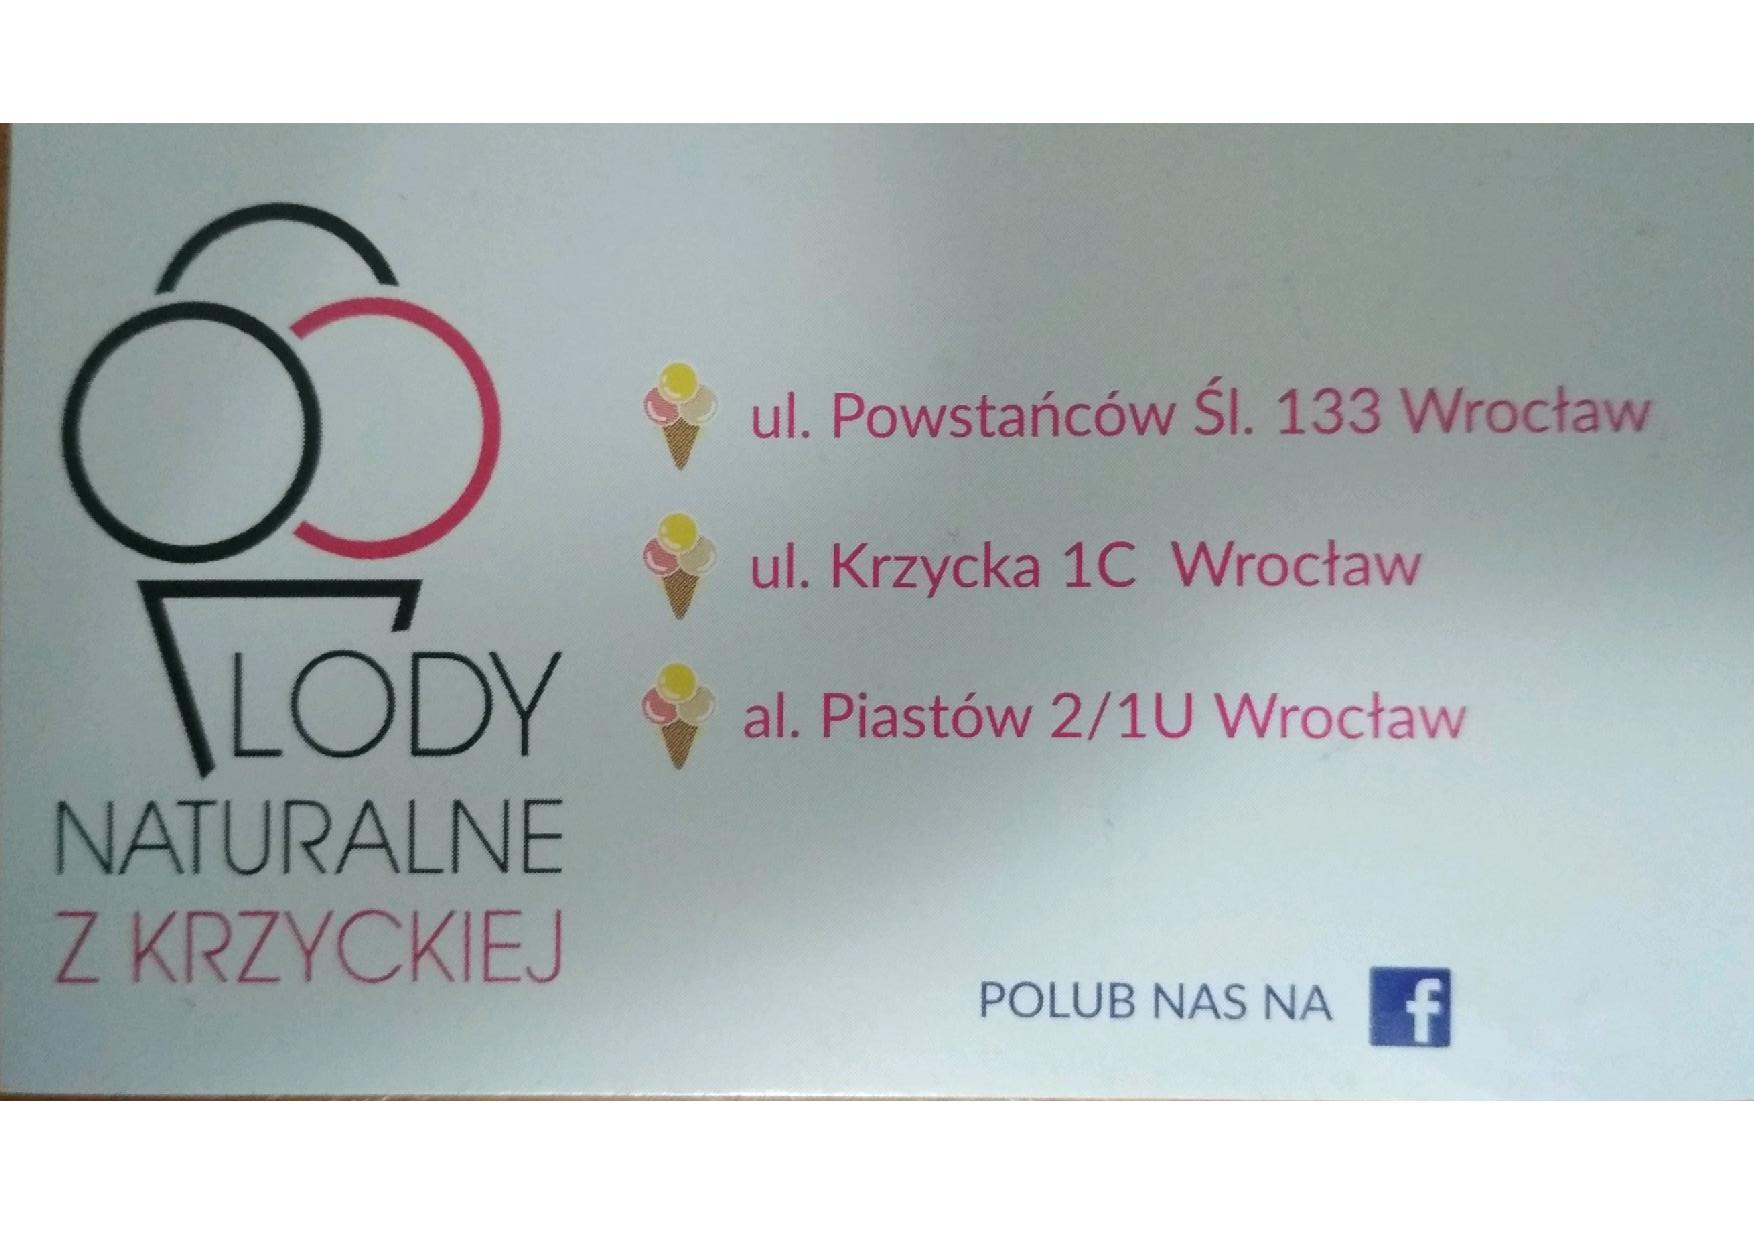 LODY
NATURALNE
Z KRZYCKIEJ
ul. Powstańców Śl. 133 Wrocław
ul. Krzycka 1C Wrocław
al. Piastów 2/1U Wrocław
POLUB NAS NA f